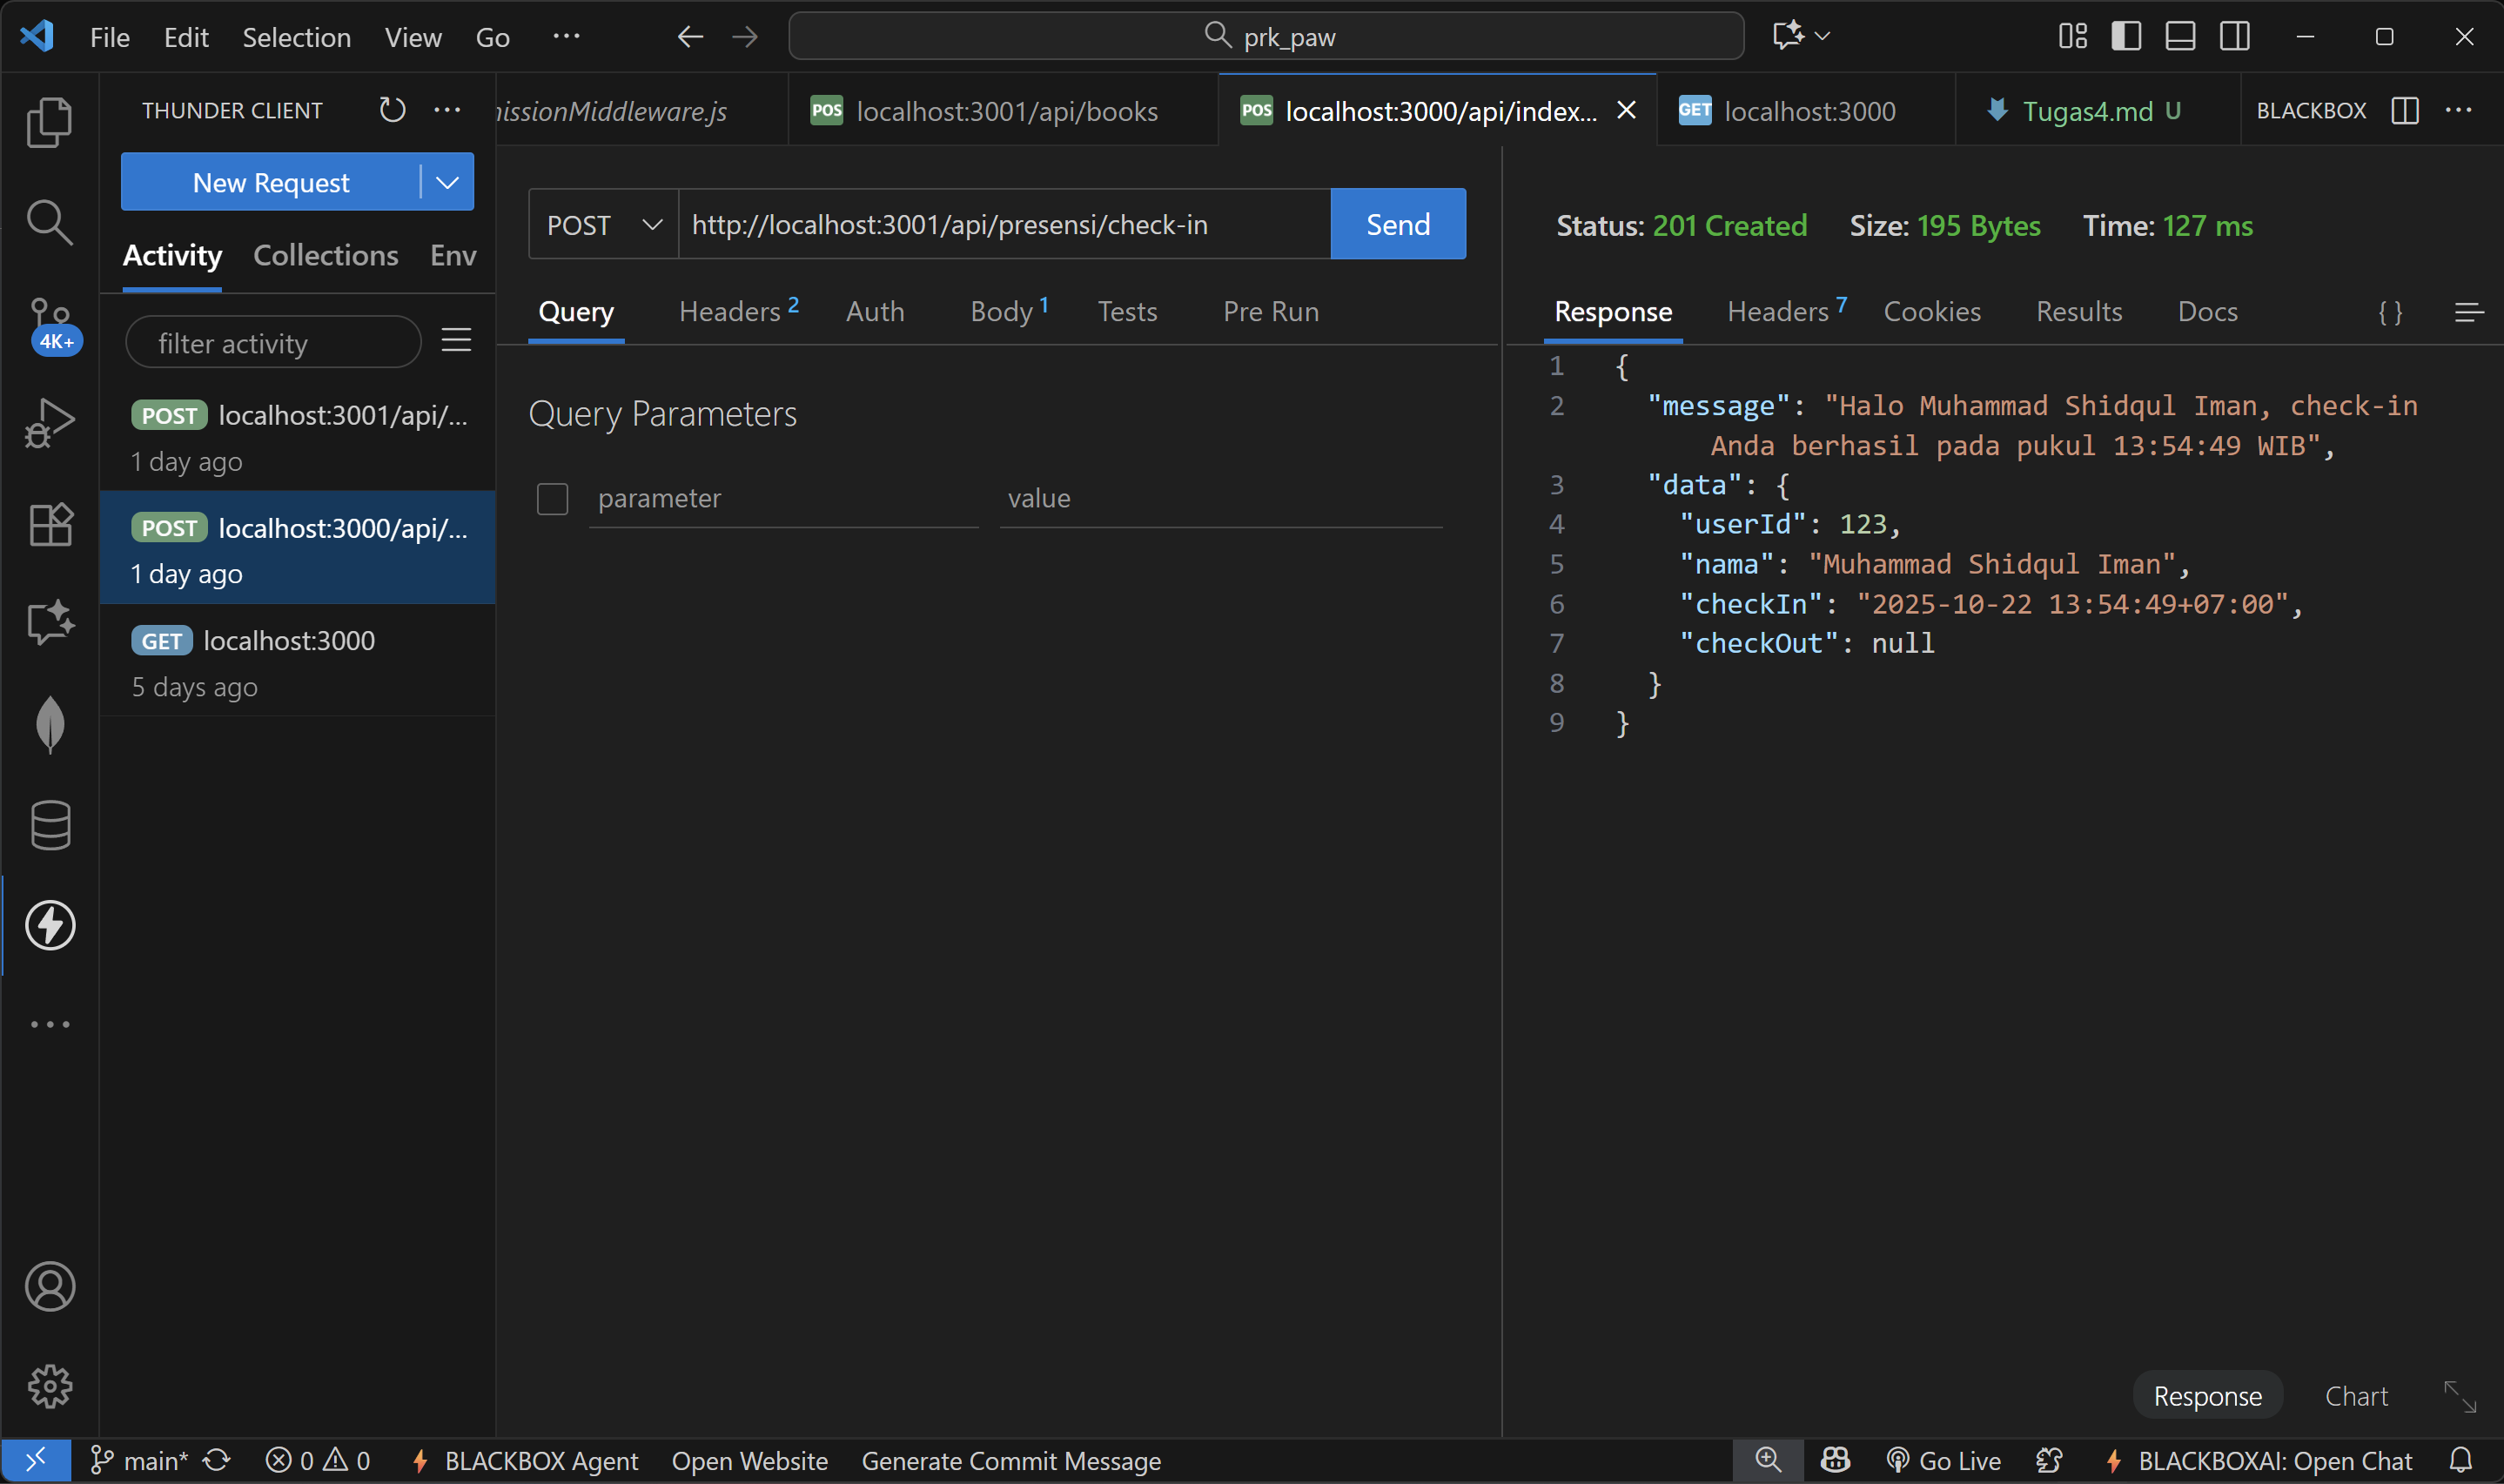 File Edit Selection View Go ··· prk_paw
THUNDER CLIENT
missionMiddleware.js
POS localhost:3001/api/books
POS localhost:3000/api/index...
GET localhost:3000
Tugas4.md U
BLACKBOX
New Request
POST http://localhost:3001/api/presensi/check-in Send
Status: 201 Created Size: 195 Bytes Time: 127 ms
Activity Collections Env
Query Headers 2 Auth Body 1 Tests Pre Run
Response Headers 7 Cookies Results Docs { }
4K+
filter activity
POST localhost:3001/api/...
1 day ago
POST localhost:3000/api/...
1 day ago
GET localhost:3000
5 days ago
Query Parameters
parameter value
1 {
2 "message": "Halo Muhammad Shidqul Iman, check-in
Anda berhasil pada pukul 13:54:49 WIB",
3 "data": {
4 "userId": 123,
5 "nama": "Muhammad Shidqul Iman",
6 "checkIn": "2025-10-22 13:54:49+07:00",
7 "checkOut": null
8 }
9 }
Response Chart
main* 0 0 BLACKBOX Agent Open Website Generate Commit Message Go Live BLACKBOXAI: Open Chat